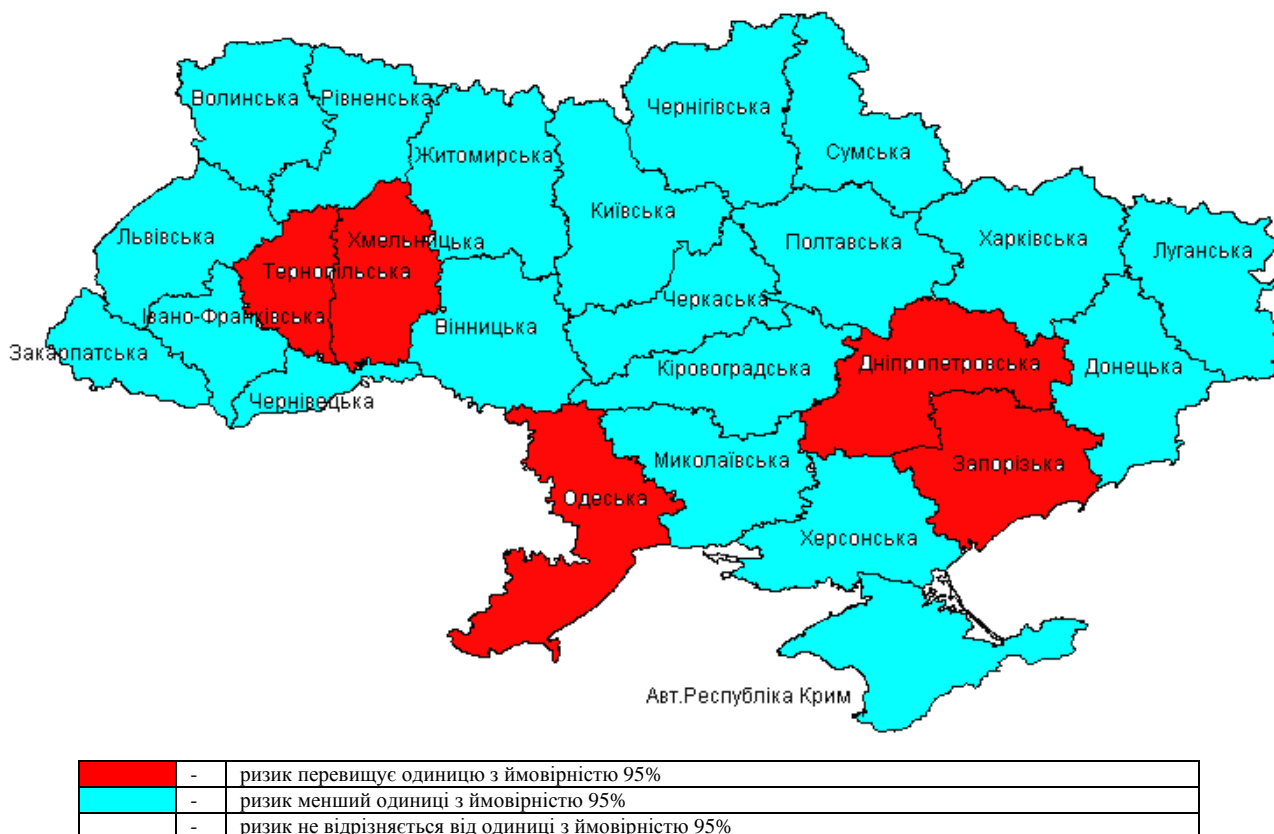 Волинська
Рівненська
Чернігівська
Житомирська
Сумська
Київська
Львівська
Хмельницька
Полтавська
Харківська
Луганська
Тернопільська
Черкаська
Івано-Франківська
Вінницька
Закарпатська
Кіровоградська
Дніпропетровська
Донецька
Чернівецька
Миколаївська
Запорізька
Одеська
Херсонська
Авт.Республіка Крим
- ризик перевищує одиницю з ймовірністю 95%
- ризик менший одиниці з ймовірністю 95%
- ризик не відрізняється від одиниці з ймовірністю 95%